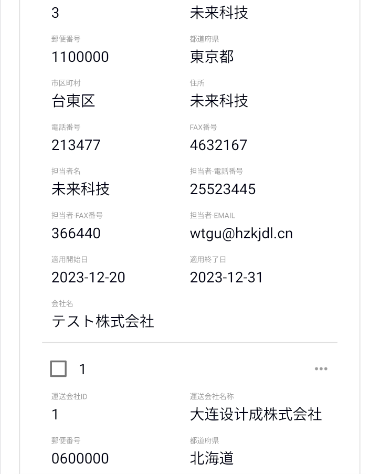 3 未来科技
郵便番号 都道府県
1100000 東京都
市区町村 住所
台東区 未来科技
電話番号 FAX番号
213477 4632167
担当者名 担当者-電話番号
未来科技 25523445
担当者-FAX番号 担当者-EMAIL
366440 wtgu@hzkjdl.cn
適用開始日 適用終了日
2023-12-20 2023-12-31
会社名
テスト株式会社
1
運送会社ID 運送会社名称
1 大连设计成株式会社
郵便番号 都道府県
0600000 北海道